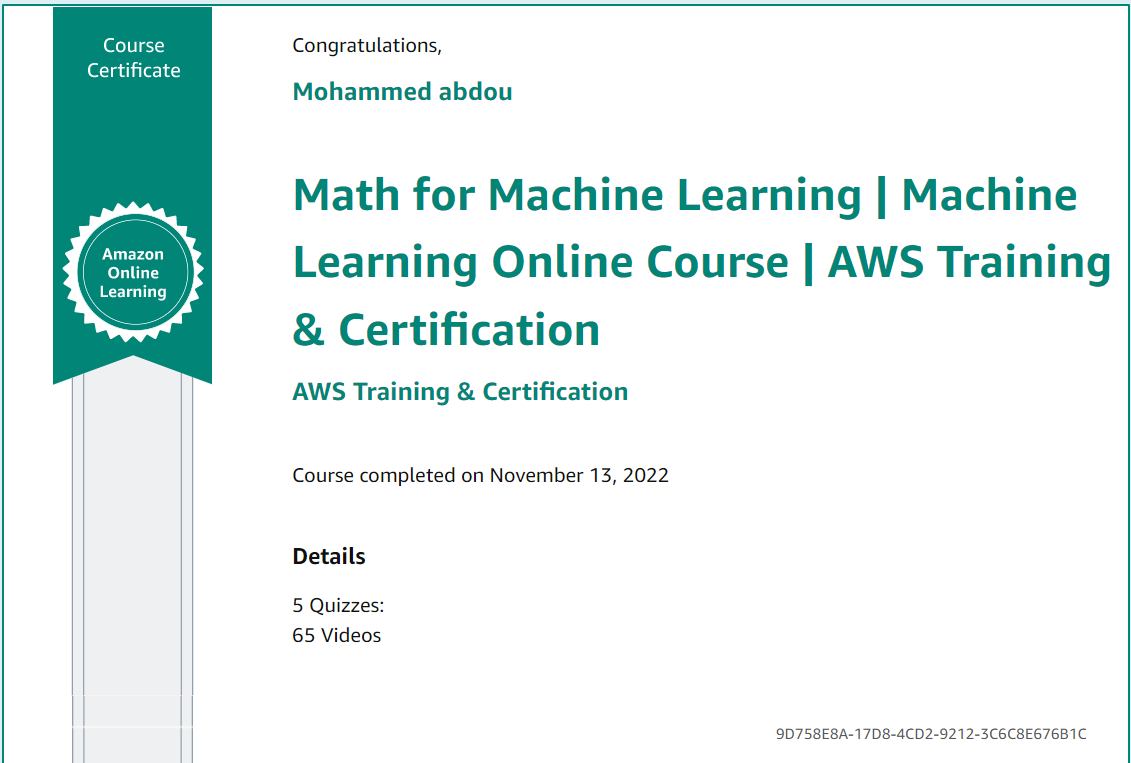 Course
Certificate
Amazon
Online
Learning
Congratulations,
Mohammed abdou
Math for Machine Learning | Machine
Learning Online Course | AWS Training
& Certification
AWS Training & Certification
Course completed on November 13, 2022
Details
5 Quizzes:
65 Videos
9D758E8A-17D8-4CD2-9212-3C6C8E676B1C